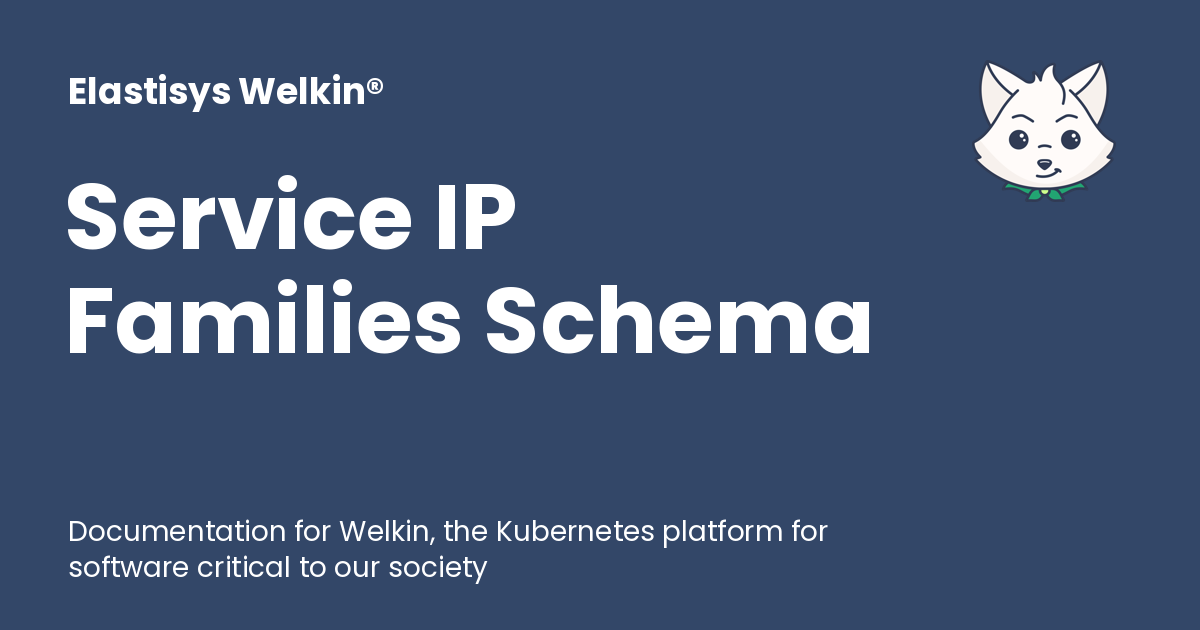 Elastisys Welkin®
Service IP
Families Schema
Documentation for Welkin, the Kubernetes platform for
software critical to our society